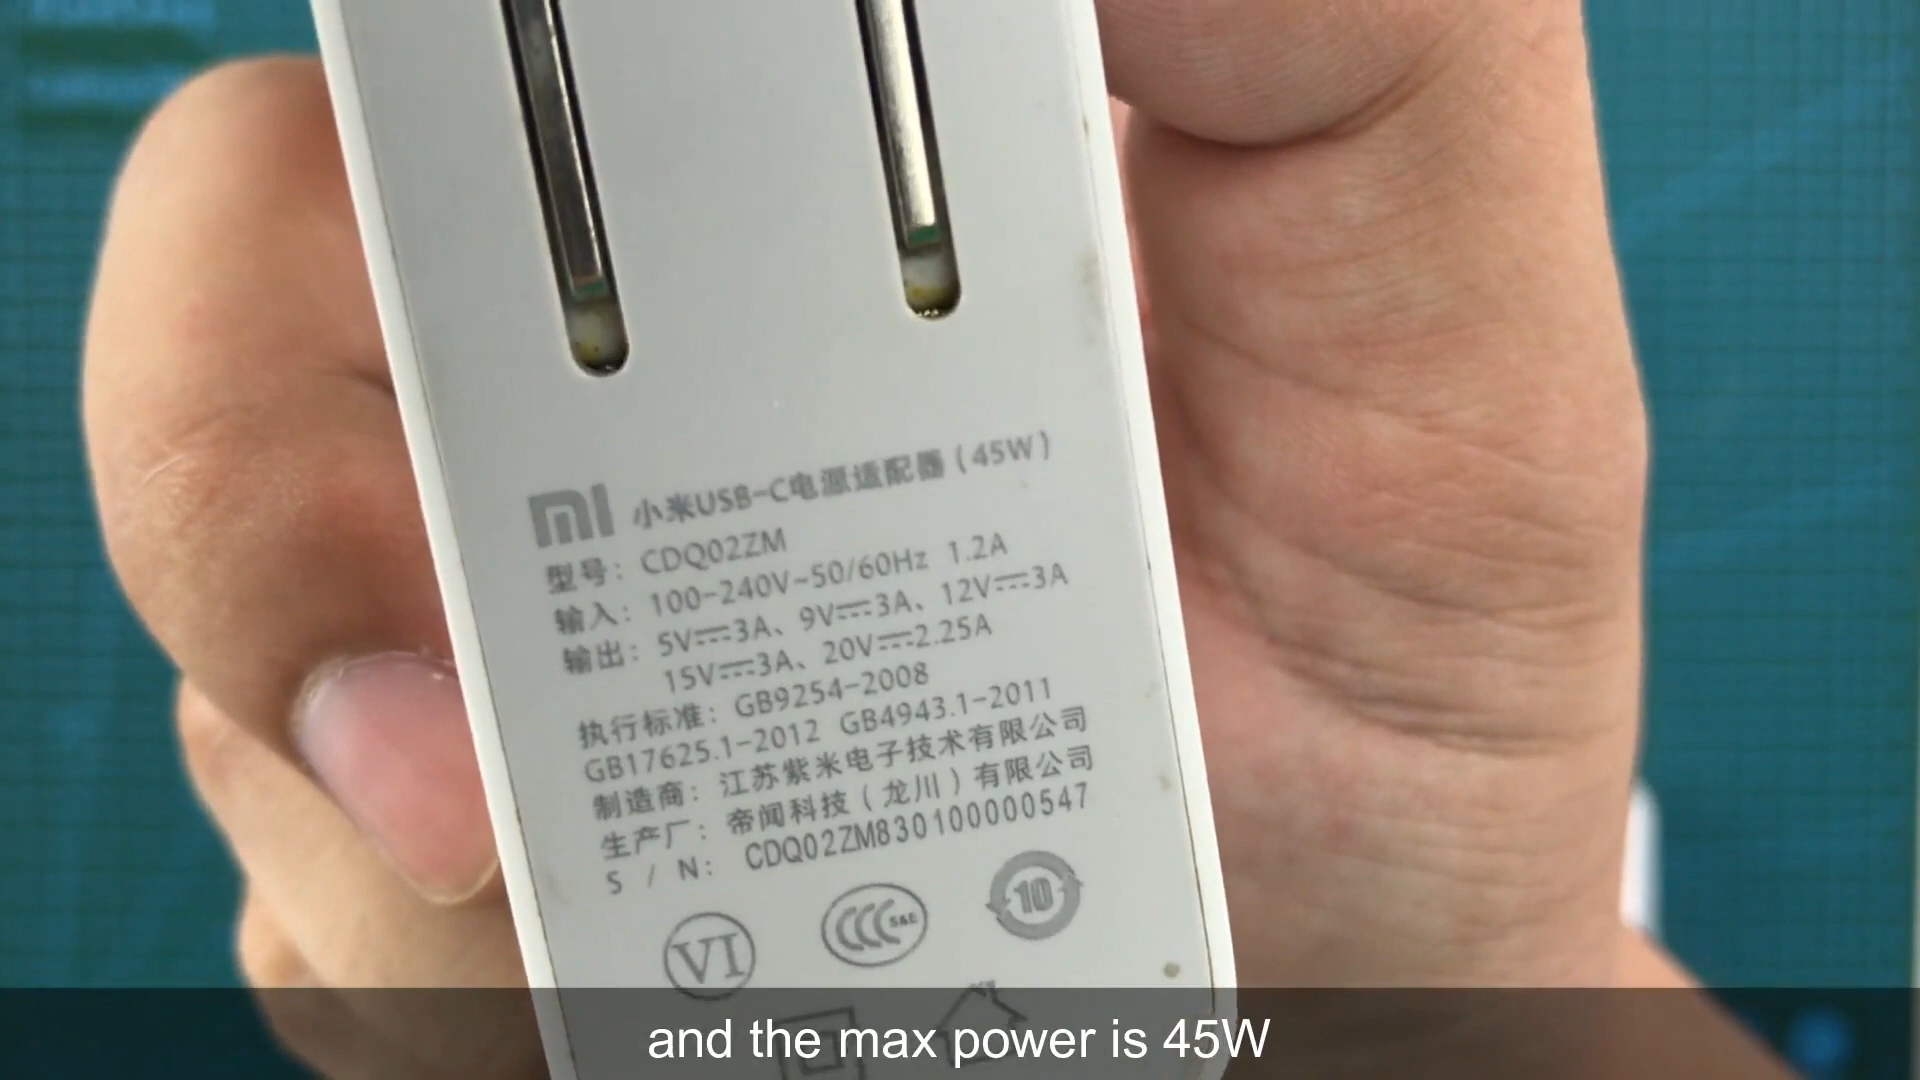 mi 小米USB-C电源适配器(45W)
型号: CDQ02ZM
输入: 100-240V~50/60Hz 1.2A
输出: 5V⎓3A、9V⎓3A、12V⎓3A
15V⎓3A、20V⎓2.25A
执行标准: GB9254-2008
GB17625.1-2012 GB4943.1-2011
制造商: 江苏紫米电子技术有限公司
生产厂: 帝闻科技(龙川)有限公司
S / N: CDQ02ZM830100000547
VI CCC S&E 10
and the max power is 45W